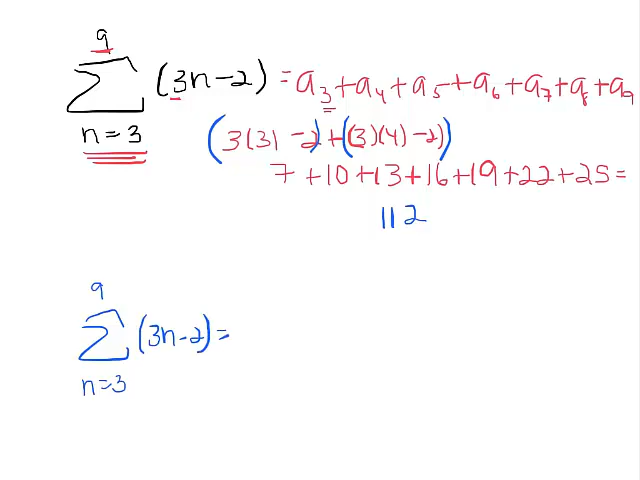 9
∑ (3n-2) = a₃ + a₄ + a₅ + a₆ + a₇ + a₈ + a₉
n = 3
(3(3) - 2) + ((3)(4) - 2)
7 + 10 + 13 + 16 + 19 + 22 + 25 =
112
9
∑ (3n-2) =
n = 3